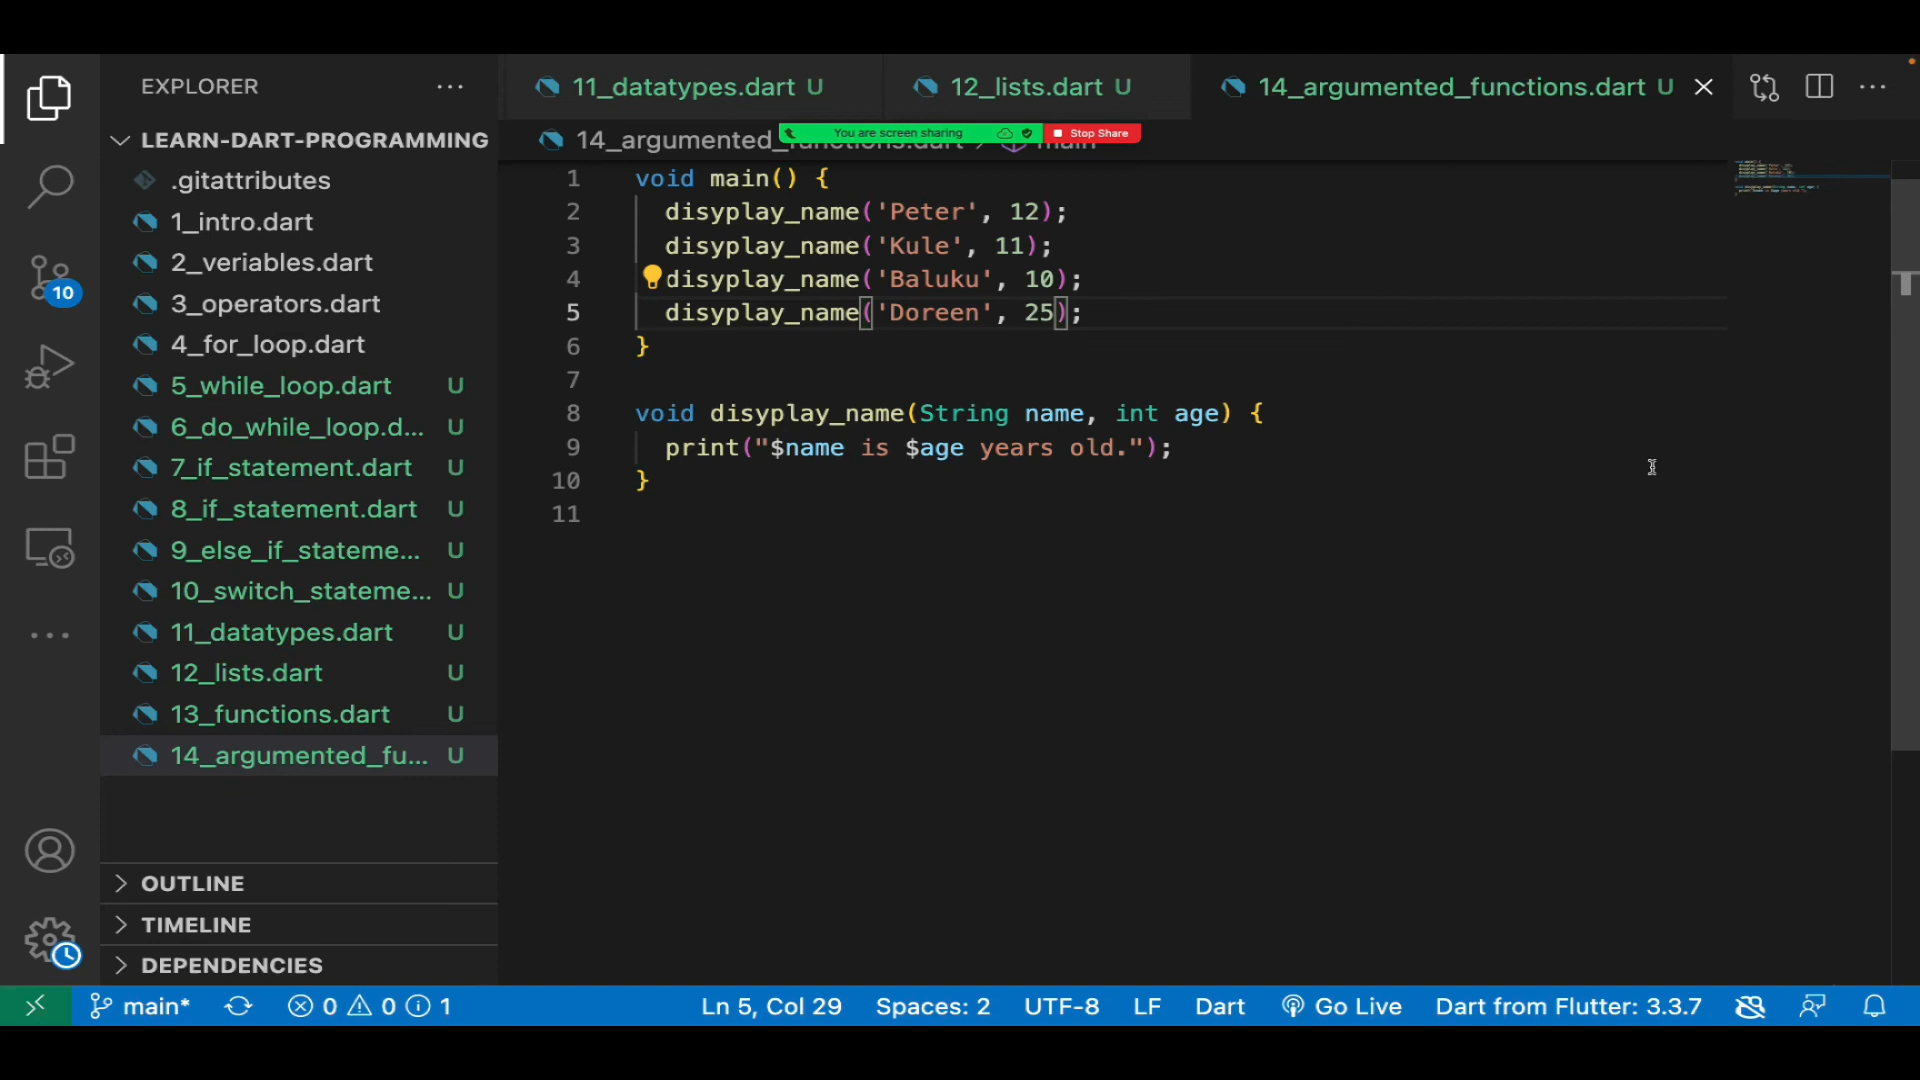 EXPLORER
LEARN-DART-PROGRAMMING
.gitattributes
1_intro.dart
2_veriables.dart
3_operators.dart
4_for_loop.dart
5_while_loop.dart U
6_do_while_loop.d... U
7_if_statement.dart U
8_if_statement.dart U
9_else_if_stateme... U
10_switch_stateme... U
11_datatypes.dart U
12_lists.dart U
13_functions.dart U
14_argumented_fu... U
OUTLINE
TIMELINE
DEPENDENCIES
10
11_datatypes.dart U
12_lists.dart U
14_argumented_functions.dart U
14_argumented_functions.dart > main
You are screen sharing
Stop Share
1 void main() {
2 disyplay_name('Peter', 12);
3 disyplay_name('Kule', 11);
4 disyplay_name('Baluku', 10);
5 disyplay_name('Doreen', 25);
6 }
7
8 void disyplay_name(String name, int age) {
9 print("$name is $age years old.");
10 }
11
main* 0 0 1 Ln 5, Col 29 Spaces: 2 UTF-8 LF Dart Go Live Dart from Flutter: 3.3.7